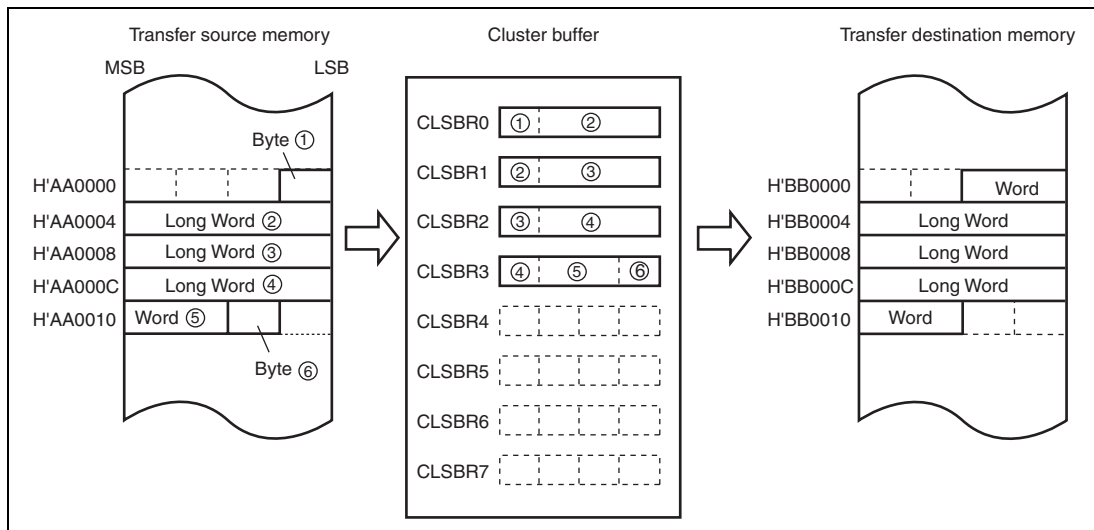 Transfer source memory
Cluster buffer
Transfer destination memory
MSB
LSB
Byte ①
H'AA0000
H'AA0004
Long Word ②
H'AA0008
Long Word ③
H'AA000C
Long Word ④
H'AA0010
Word ⑤
Byte ⑥
CLSBR0
①
②
CLSBR1
②
③
CLSBR2
③
④
CLSBR3
④
⑤
⑥
CLSBR4
CLSBR5
CLSBR6
CLSBR7
H'BB0000
Word
H'BB0004
Long Word
H'BB0008
Long Word
H'BB000C
Long Word
H'BB0010
Word